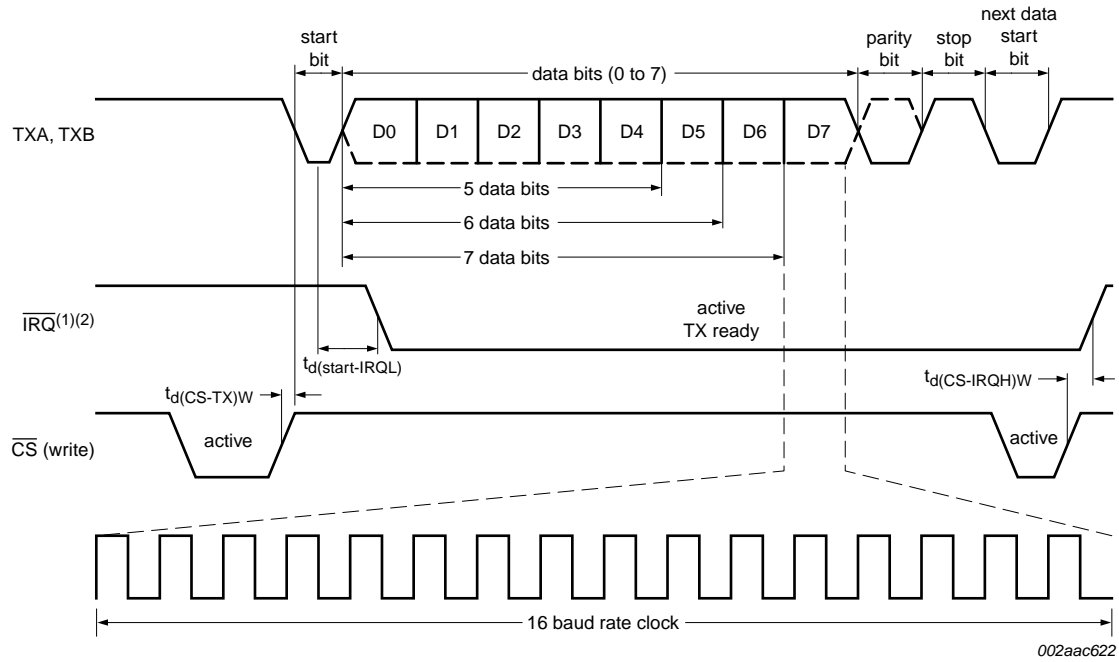 next data
start
bit
start
bit
parity
bit
stop
bit
data bits (0 to 7)
TXA, TXB
D0 D1 D2 D3 D4 D5 D6 D7
5 data bits
6 data bits
7 data bits
IRQ(1)(2)
active
TX ready
td(start-IRQL)
td(CS-TX)W
td(CS-IRQH)W
CS (write)
active
active
16 baud rate clock
002aac622